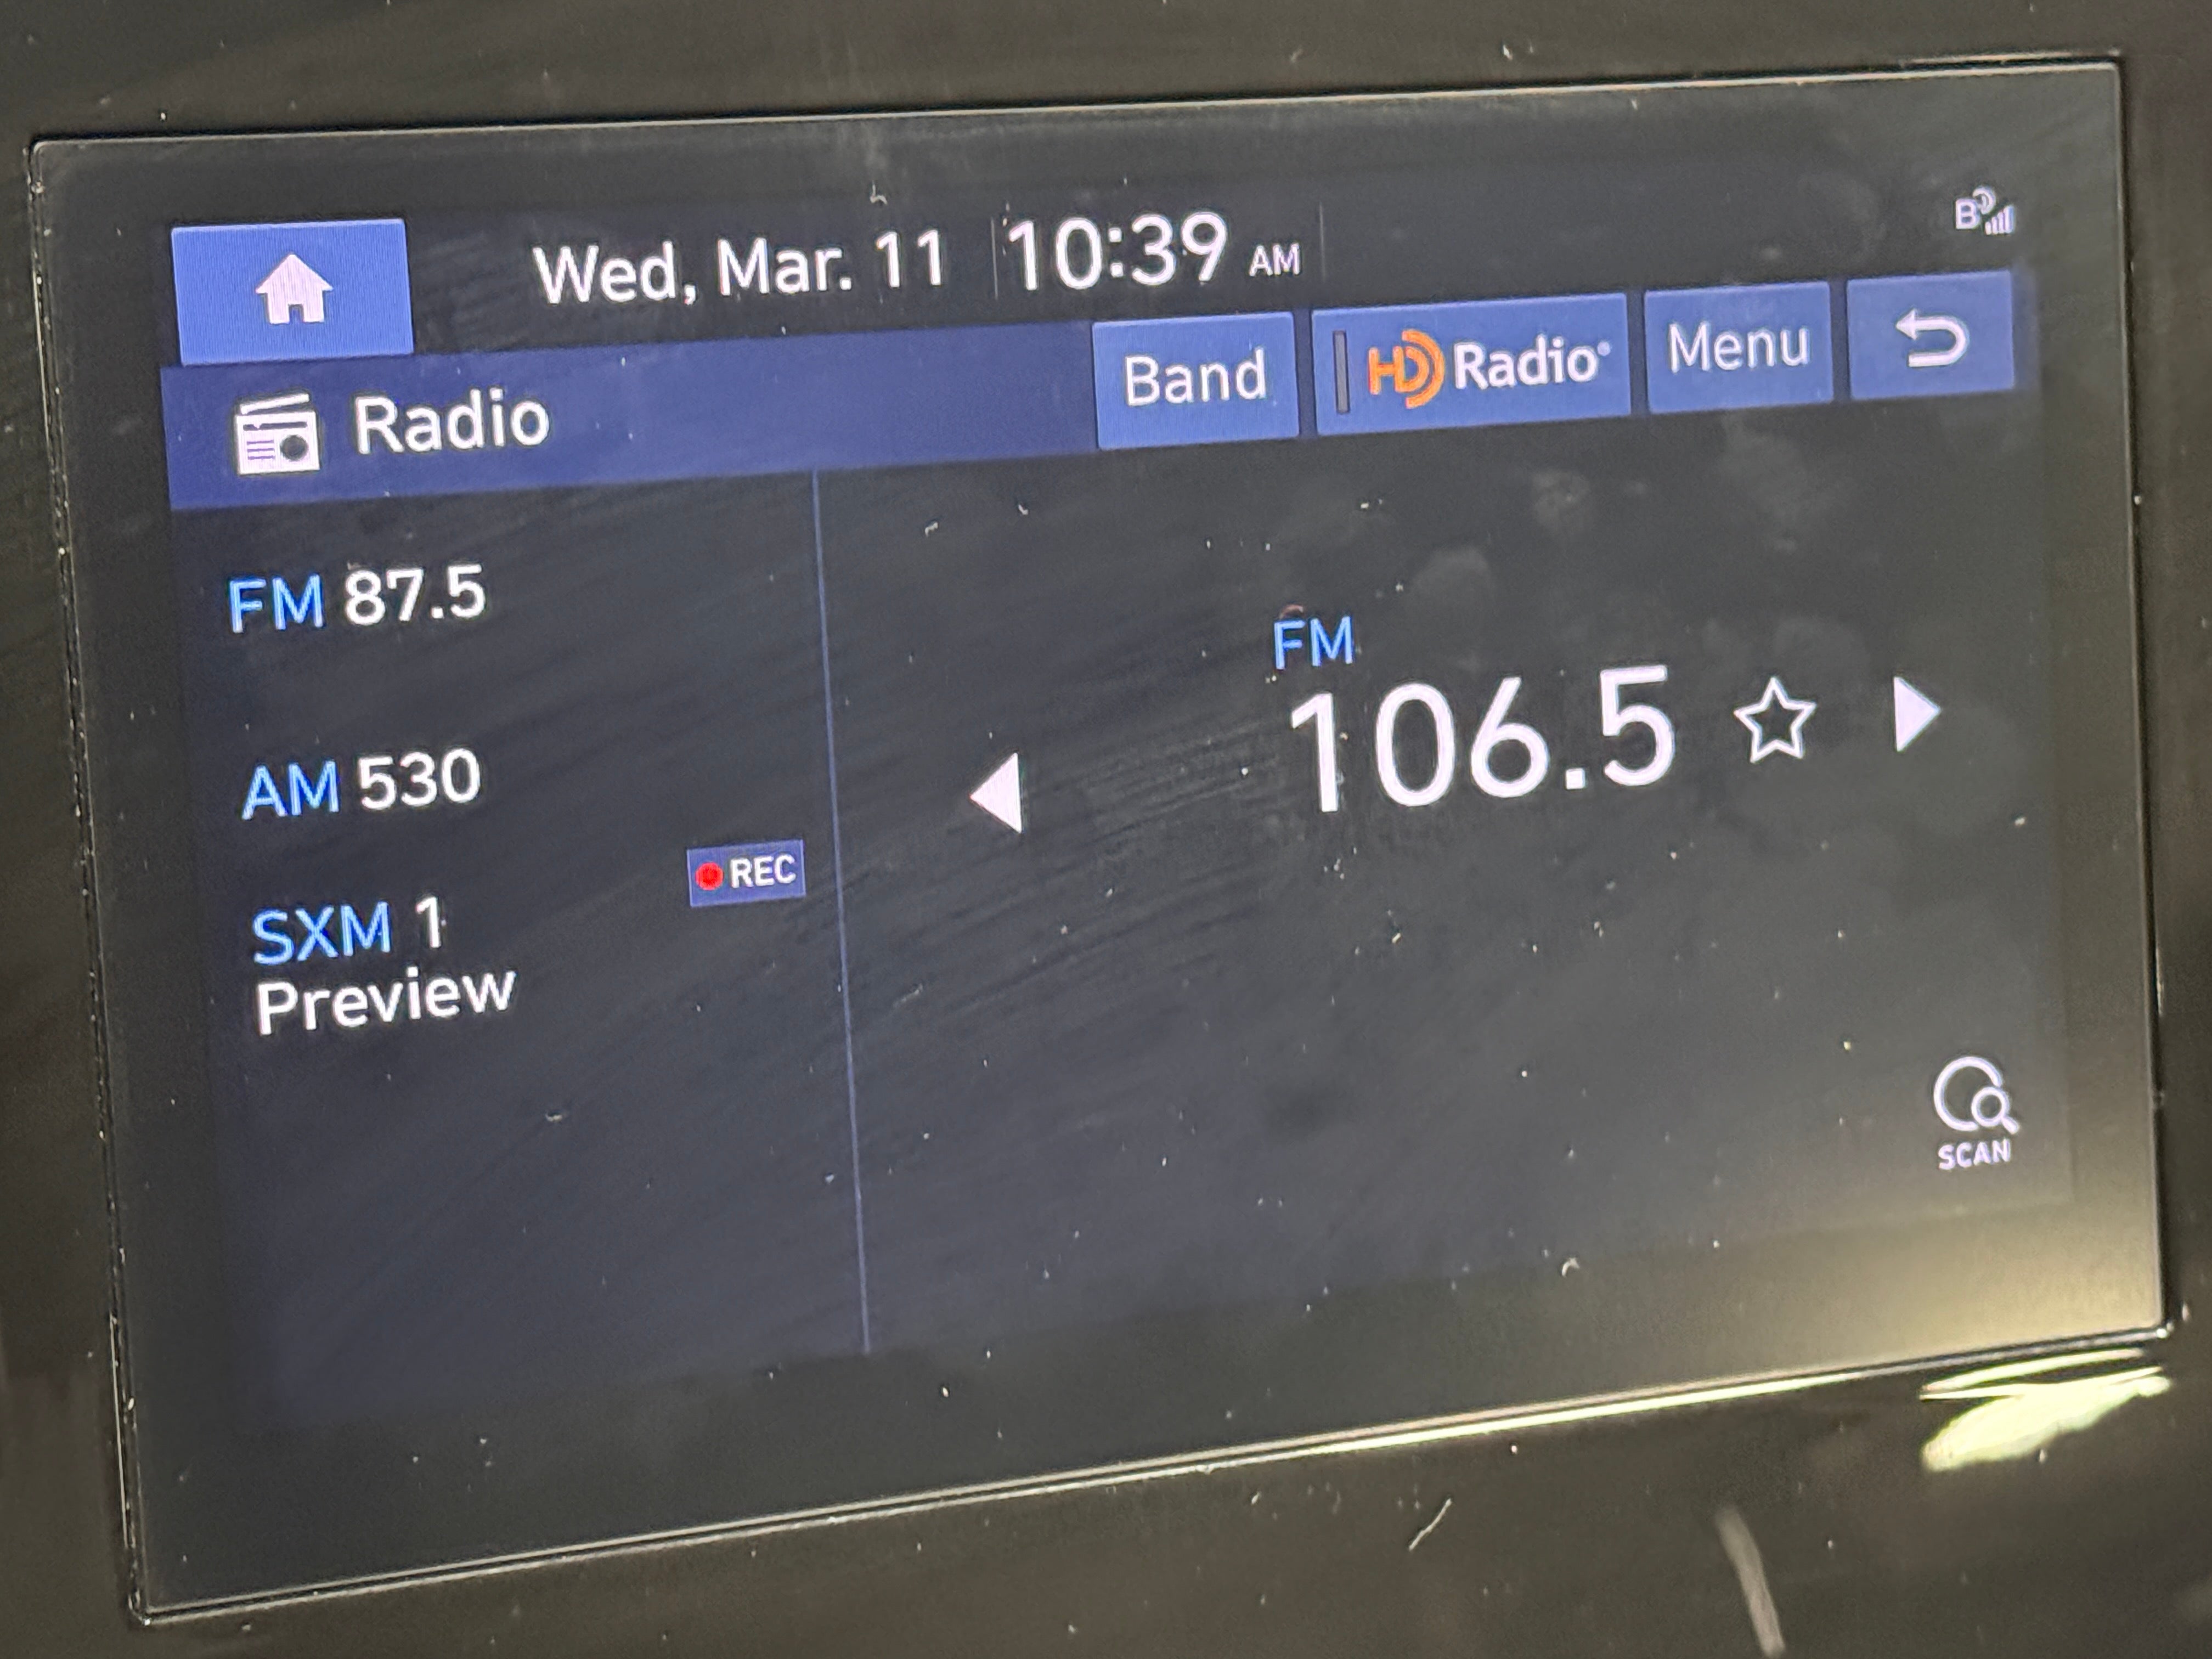 Wed, Mar. 11 10:39 AM
B
Radio
Band
HD Radio®
Menu
FM 87.5
AM 530
REC
SXM 1
Preview
FM
106.5
SCAN